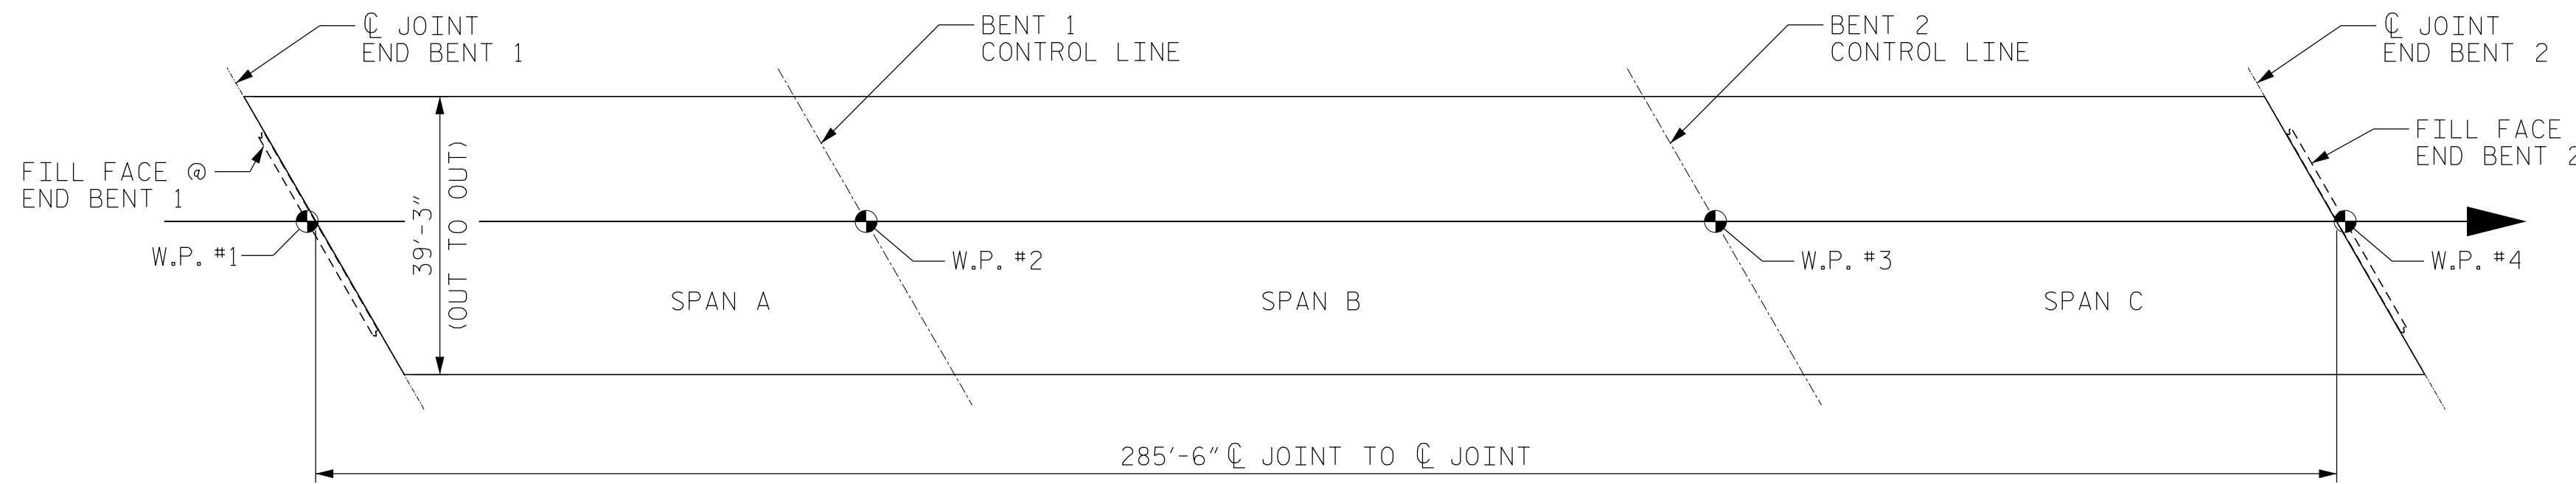 ℄ JOINT
END BENT 1
BENT 1
CONTROL LINE
BENT 2
CONTROL LINE
℄ JOINT
END BENT 2
FILL FACE @
END BENT 1
39'-3"
(OUT TO OUT)
FILL FACE
END BENT 2
W.P. #1
W.P. #2
W.P. #3
W.P. #4
SPAN A
SPAN B
SPAN C
285'-6" ℄ JOINT TO ℄ JOINT